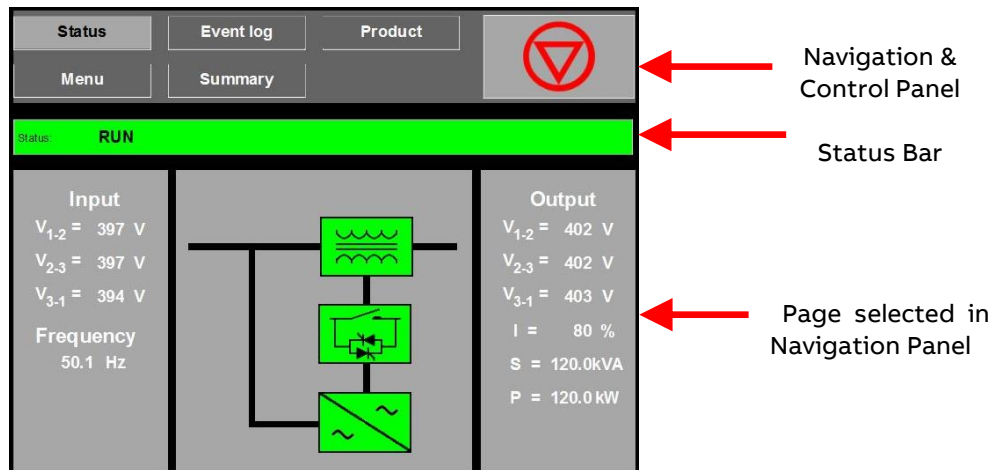 Status
Event log
Product
Menu
Summary
Navigation &
Control Panel
Status: RUN
Status Bar
Input
V1-2 = 397 V
V2-3 = 397 V
V3-1 = 394 V
Frequency
50.1 Hz
~
~
Output
V1-2 = 402 V
V2-3 = 402 V
V3-1 = 403 V
I = 80 %
S = 120.0kVA
P = 120.0 kW
Page selected in
Navigation Panel